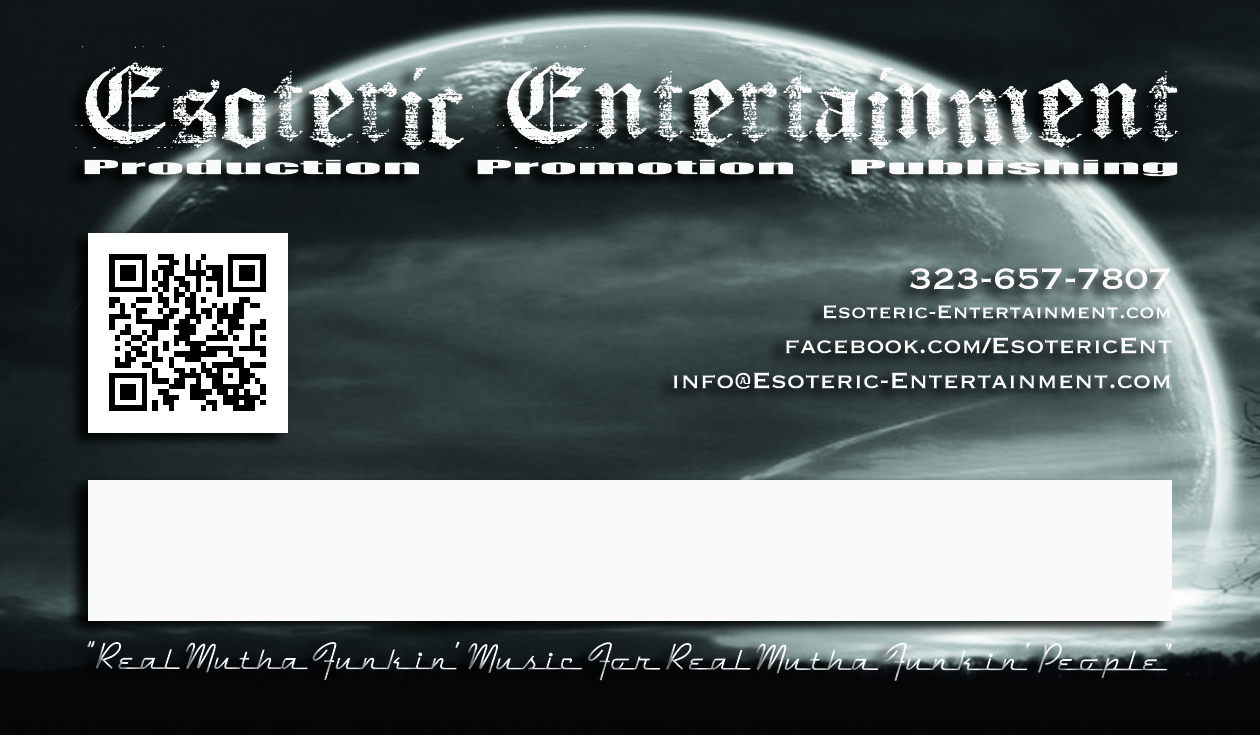 Esoteric Entertainment
Production Promotion Publishing
323-657-7807
Esoteric-Entertainment.com
facebook.com/EsotericEnt
info@Esoteric-Entertainment.com
"Real Mutha Funkin' Music For Real Mutha Funkin' People"